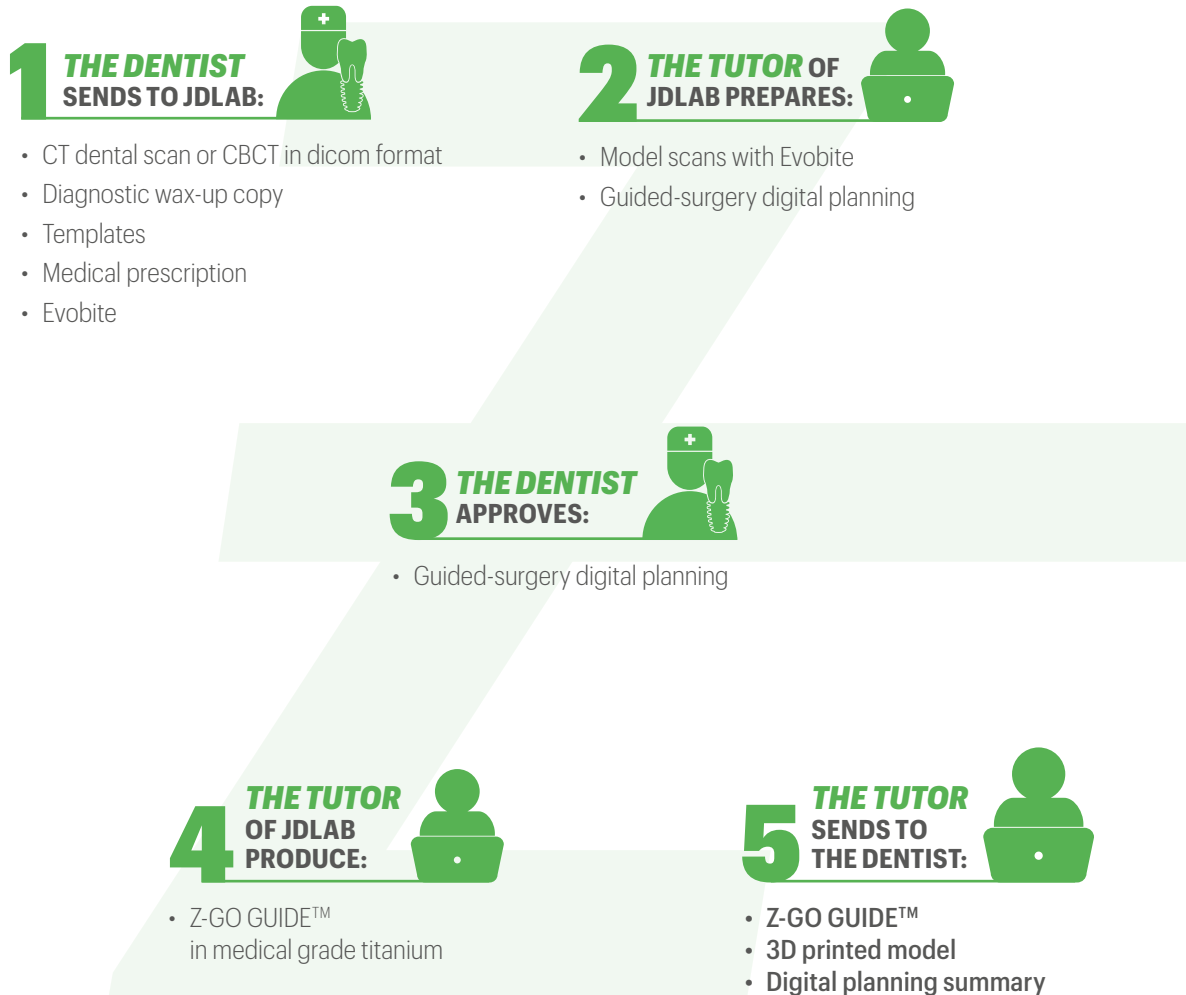 1 THE DENTIST
SENDS TO JDLAB:
• CT dental scan or CBCT in dicom format
• Diagnostic wax-up copy
• Templates
• Medical prescription
• Evobite
2 THE TUTOR OF
JDLAB PREPARES:
• Model scans with Evobite
• Guided-surgery digital planning
3 THE DENTIST
APPROVES:
• Guided-surgery digital planning
4 THE TUTOR
OF JDLAB
PRODUCE:
• Z-GO GUIDE™
in medical grade titanium
5 THE TUTOR
SENDS TO
THE DENTIST:
• Z-GO GUIDE™
• 3D printed model
• Digital planning summary